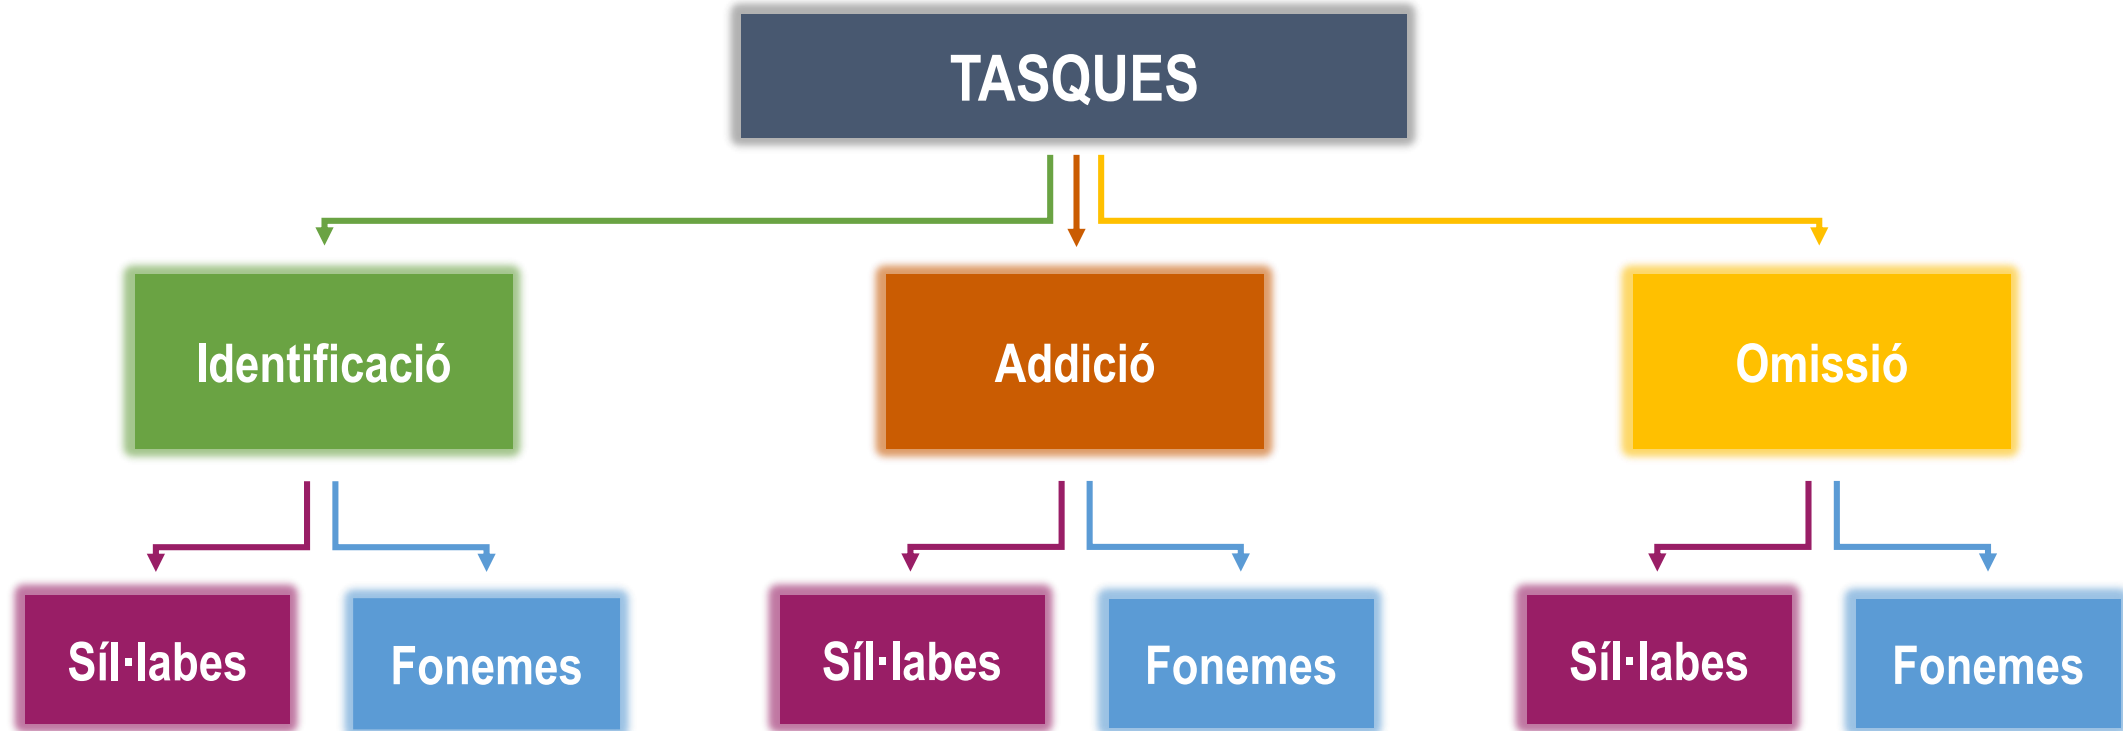 TASQUES
Identificació
Addició
Omissió
Síl·labes
Fonemes
Síl·labes
Fonemes
Síl·labes
Fonemes